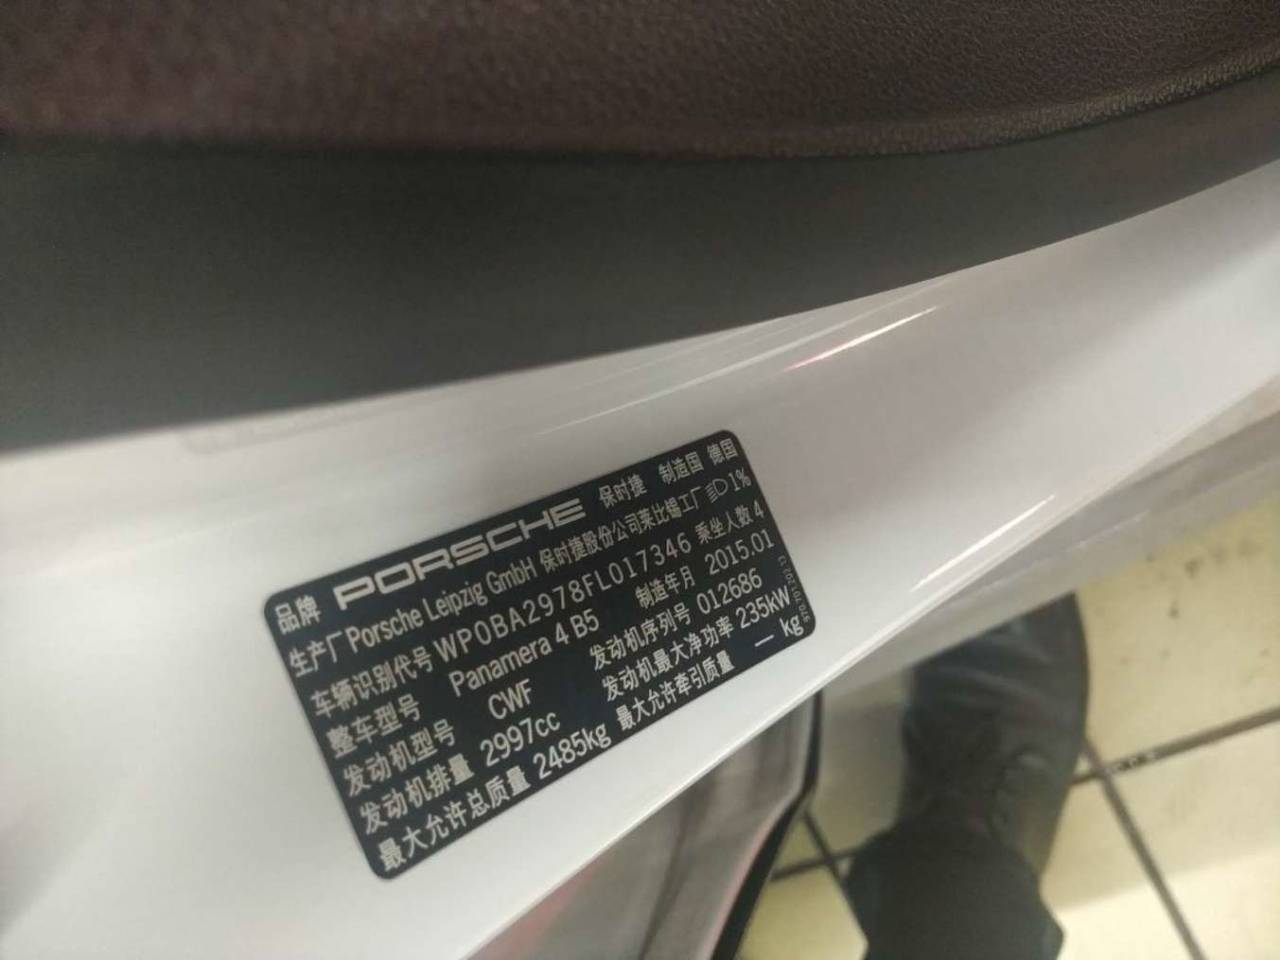 品牌 PORSCHE 保时捷 制造国 德国
生产厂 Porsche Leipzig GmbH 保时捷股份公司莱比锡工厂 1%
车辆识别代号 WP0BA2978FL017346 乘坐人数 4
整车型号 Panamera 4 B5 制造年月 2015.01
发动机型号 CWF 发动机序列号 012686
发动机排量 2997cc 发动机最大净功率 235kW
最大允许总质量 2485kg 最大允许牵引质量 — kg